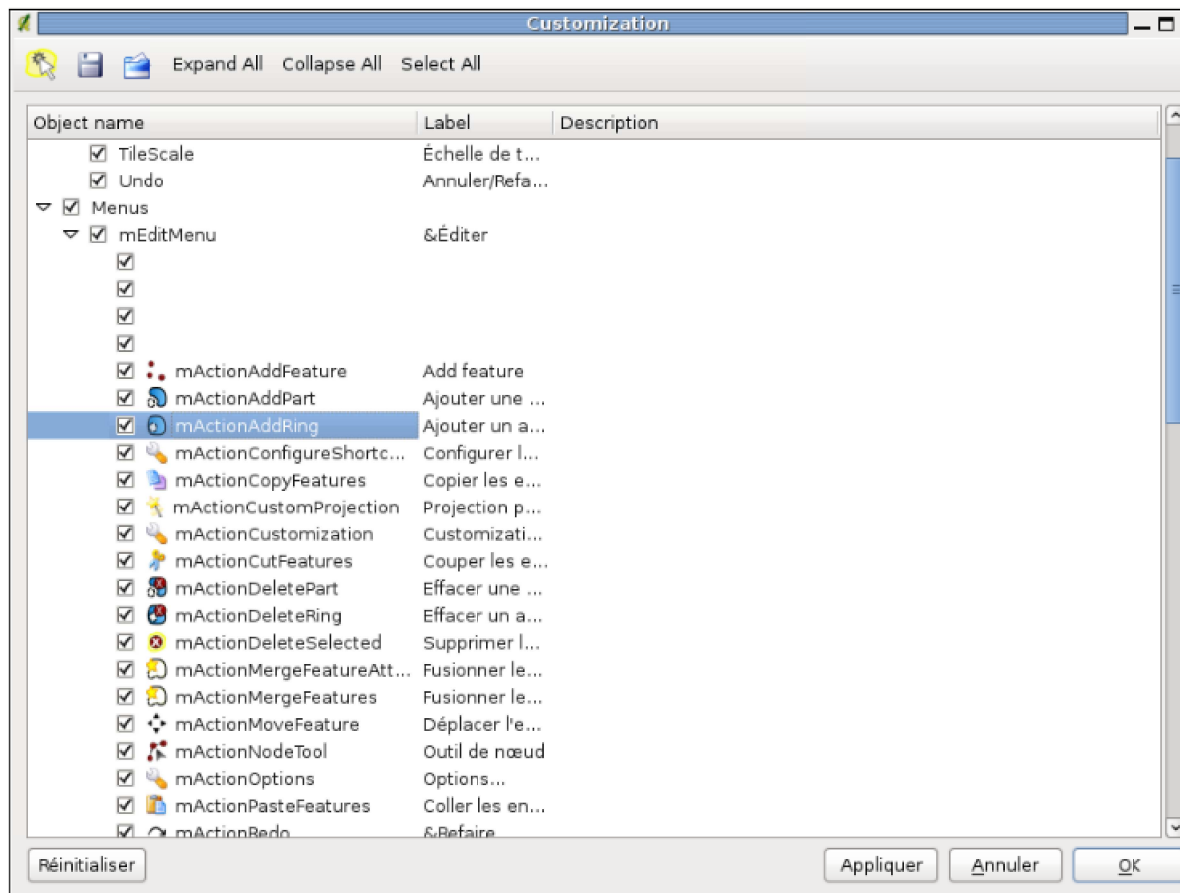 Customization
Expand All Collapse All Select All
Object name Label Description
TileScale Échelle de t...
Undo Annuler/Refa...
Menus
mEditMenu &Éditer
mActionAddFeature Add feature
mActionAddPart Ajouter une ...
mActionAddRing Ajouter un a...
mActionConfigureShortc... Configurer l...
mActionCopyFeatures Copier les e...
mActionCustomProjection Projection p...
mActionCustomization Customizati...
mActionCutFeatures Couper les e...
mActionDeletePart Effacer une ...
mActionDeleteRing Effacer un a...
mActionDeleteSelected Supprimer l...
mActionMergeFeatureAtt... Fusionner le...
mActionMergeFeatures Fusionner le...
mActionMoveFeature Déplacer l'e...
mActionNodeTool Outil de nœud
mActionOptions Options...
mActionPasteFeatures Coller les en...
mActionRedo &Refaire
Réinitialiser Appliquer Annuler OK